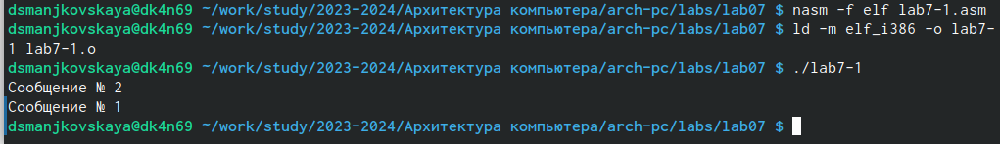 dsmanjkovskaya@dk4n69 ~/work/study/2023-2024/Архитектура компьютера/arch-pc/labs/lab07 $ nasm -f elf lab7-1.asm
dsmanjkovskaya@dk4n69 ~/work/study/2023-2024/Архитектура компьютера/arch-pc/labs/lab07 $ ld -m elf_i386 -o lab7-
1 lab7-1.o
dsmanjkovskaya@dk4n69 ~/work/study/2023-2024/Архитектура компьютера/arch-pc/labs/lab07 $ ./lab7-1
Сообщение № 2
Сообщение № 1
dsmanjkovskaya@dk4n69 ~/work/study/2023-2024/Архитектура компьютера/arch-pc/labs/lab07 $